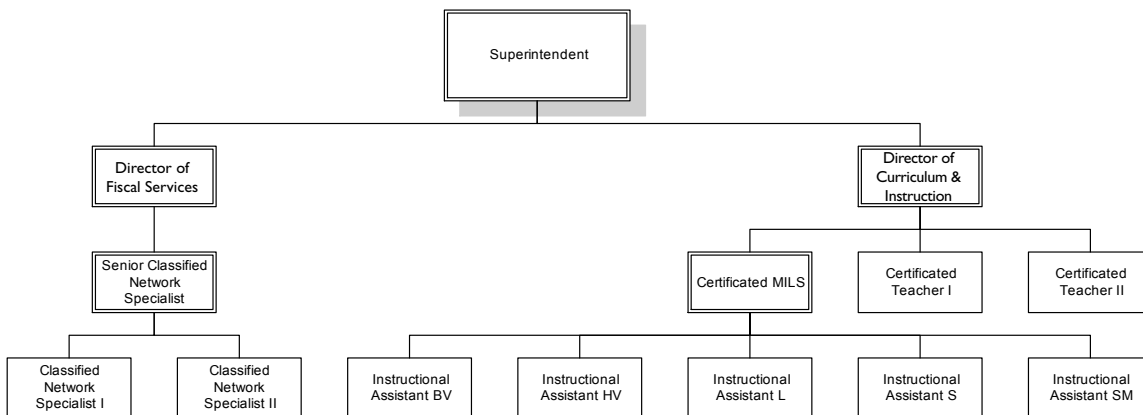 Superintendent
Director of
Fiscal Services
Director of
Curriculum &
Instruction
Senior Classified
Network
Specialist
Certificated MILS
Certificated
Teacher I
Certificated
Teacher II
Classified
Network
Specialist I
Classified
Network
Specialist II
Instructional
Assistant BV
Instructional
Assistant HV
Instructional
Assistant L
Instructional
Assistant S
Instructional
Assistant SM